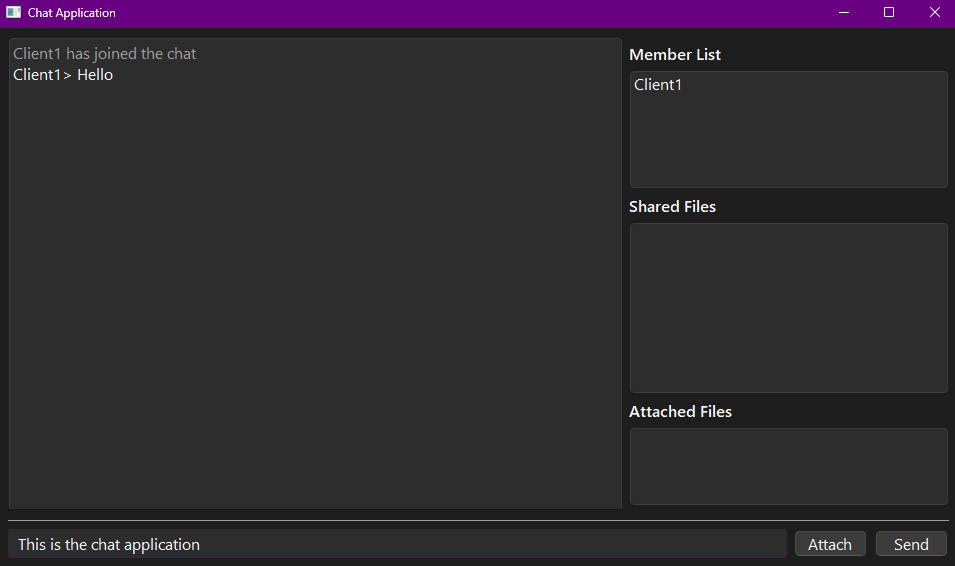 Chat Application
Client1 has joined the chat
Client1> Hello
Member List
Client1
Shared Files
Attached Files
This is the chat application
Attach
Send